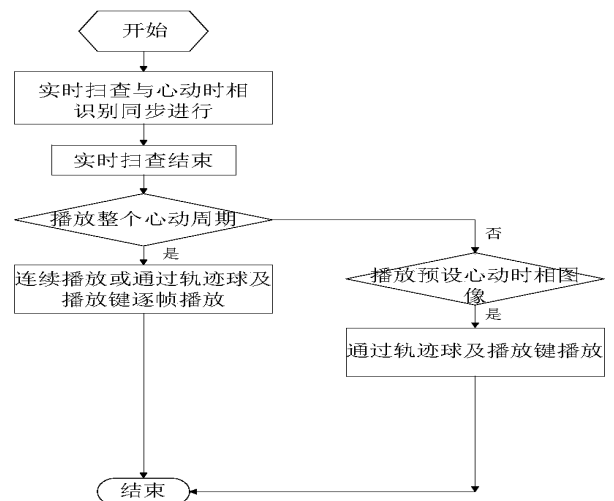 开始
实时扫查与心动时相
识别同步进行
实时扫查结束
播放整个心动周期
是
否
连续播放或通过轨迹球及
播放键逐帧播放
播放预设心动时相图
像
是
通过轨迹球及播放键播放
结束